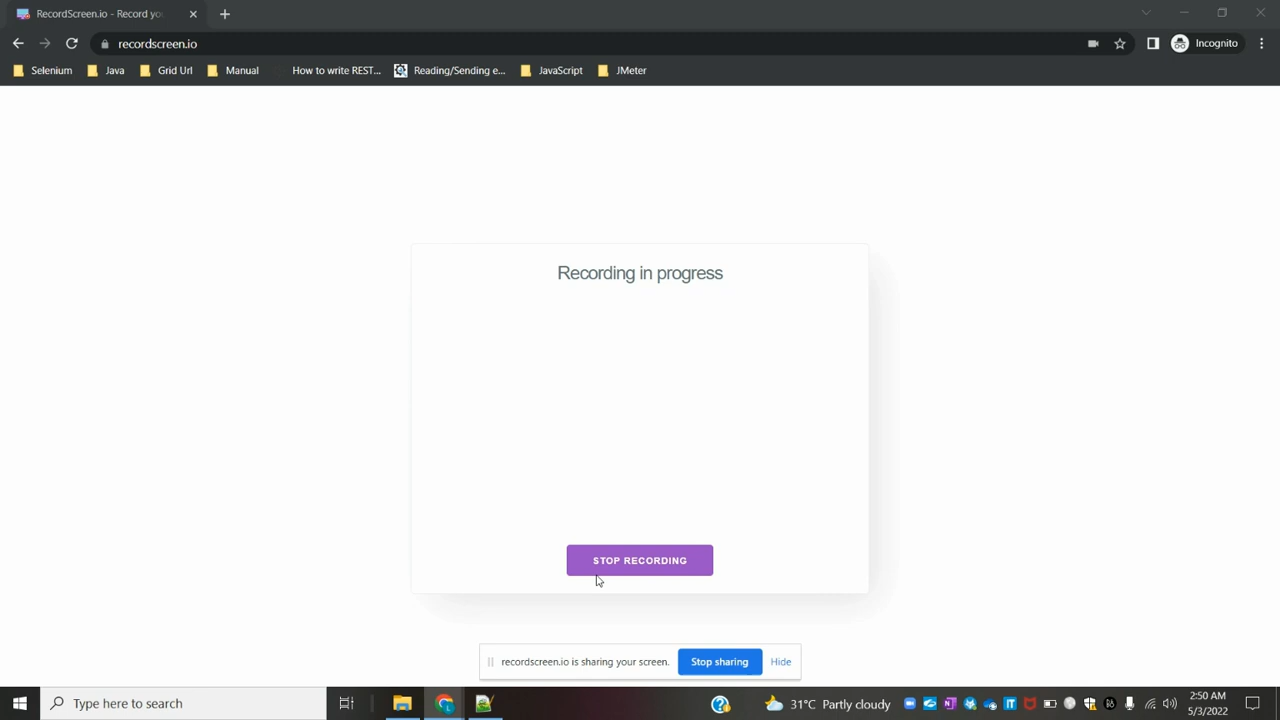 RecordScreen.io - Record yo
recordscreen.io
Incognito
Selenium
Java
Grid Url
Manual
How to write REST...
Reading/Sending e...
JavaScript
JMeter
Recording in progress
STOP RECORDING
recordscreen.io is sharing your screen.
Stop sharing
Hide
Type here to search
31°C Partly cloudy
2:50 AM
5/3/2022